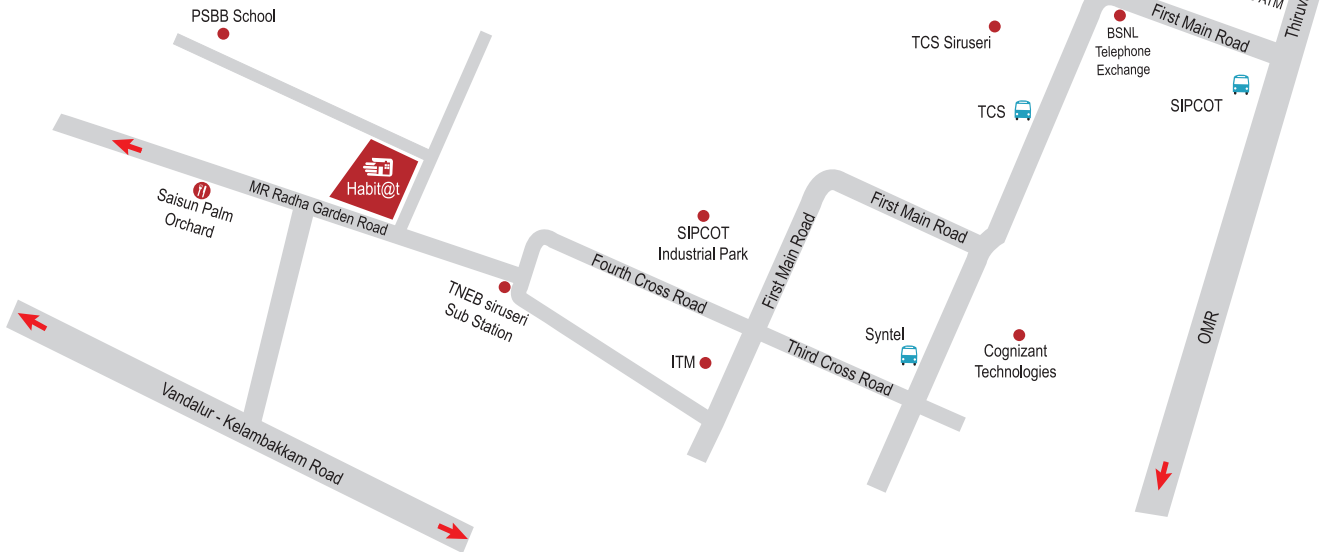 PSBB School
TCS Siruseri
BSNL
Telephone
Exchange
First Main Road
ATM
SIPCOT
TCS
Habit@t
Saisun Palm
Orchard
MR Radha Garden Road
SIPCOT
Industrial Park
First Main Road
First Main Road
Fourth Cross Road
TNEB siruseri
Sub Station
ITM
Third Cross Road
Syntel
Cognizant
Technologies
OMR
Vandalur - Kelambakkam Road